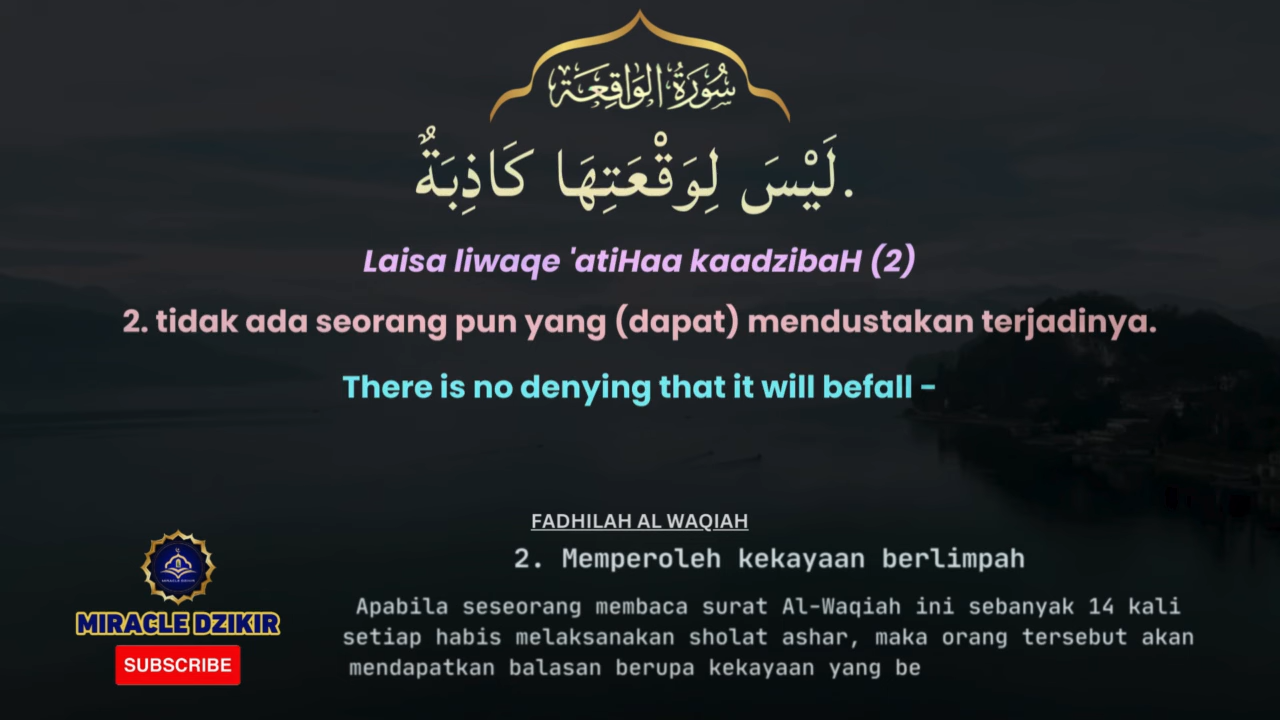 سُورَةُ الوَاقِعَة
لَيْسَ لِوَقْعَتِهَا كَاذِبَةٌ.
Laisa liwaqe 'atiHaa kaadzibaH (2)
2. tidak ada seorang pun yang (dapat) mendustakan terjadinya.
There is no denying that it will befall -
FADHILAH AL WAQIAH
2. Memperoleh kekayaan berlimpah
Apabila seseorang membaca surat Al-Waqiah ini sebanyak 14 kali
setiap habis melaksanakan sholat ashar, maka orang tersebut akan
mendapatkan balasan berupa kekayaan yang be
MIRACLE DZIKIR
MIRACLE DZIKIR
SUBSCRIBE